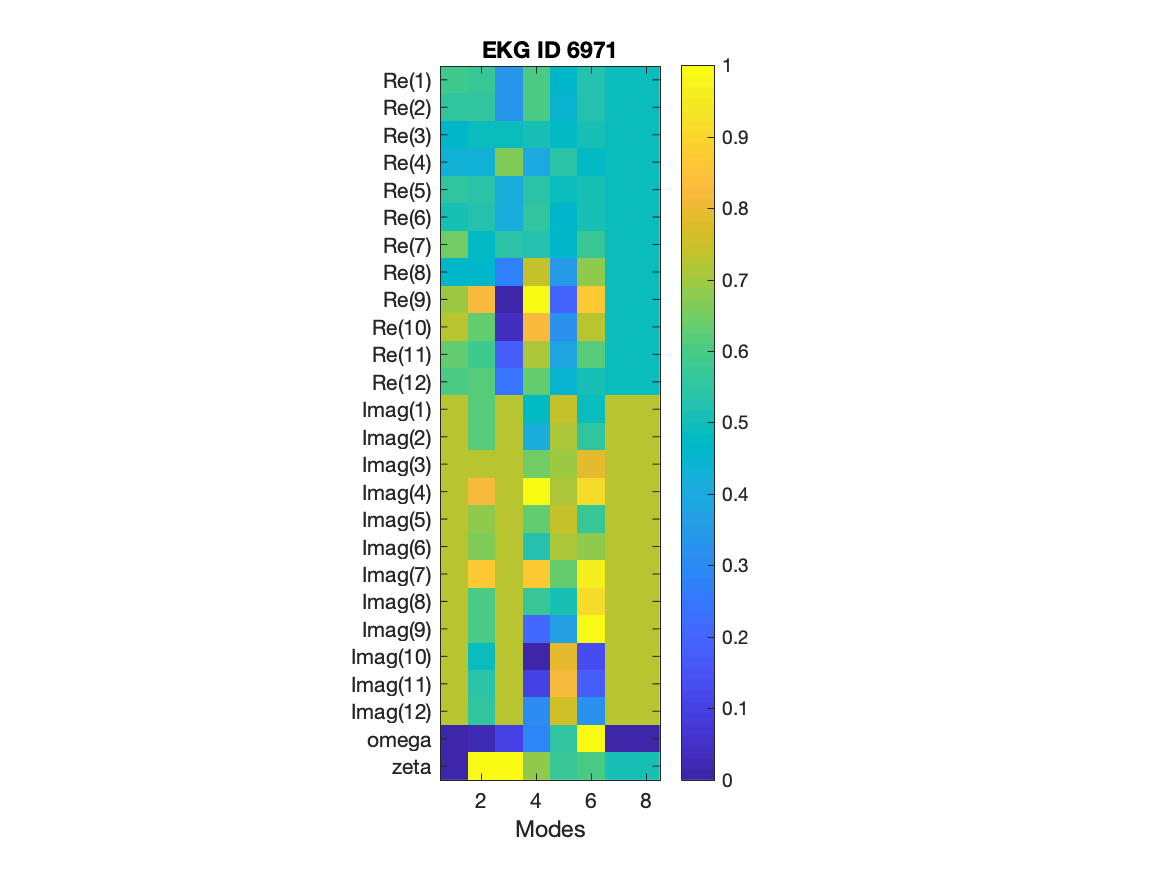 EKG ID 6971
Re(1)
Re(2)
Re(3)
Re(4)
Re(5)
Re(6)
Re(7)
Re(8)
Re(9)
Re(10)
Re(11)
Re(12)
Imag(1)
Imag(2)
Imag(3)
Imag(4)
Imag(5)
Imag(6)
Imag(7)
Imag(8)
Imag(9)
Imag(10)
Imag(11)
Imag(12)
omega
zeta
2 4 6 8
Modes
1
0.9
0.8
0.7
0.6
0.5
0.4
0.3
0.2
0.1
0